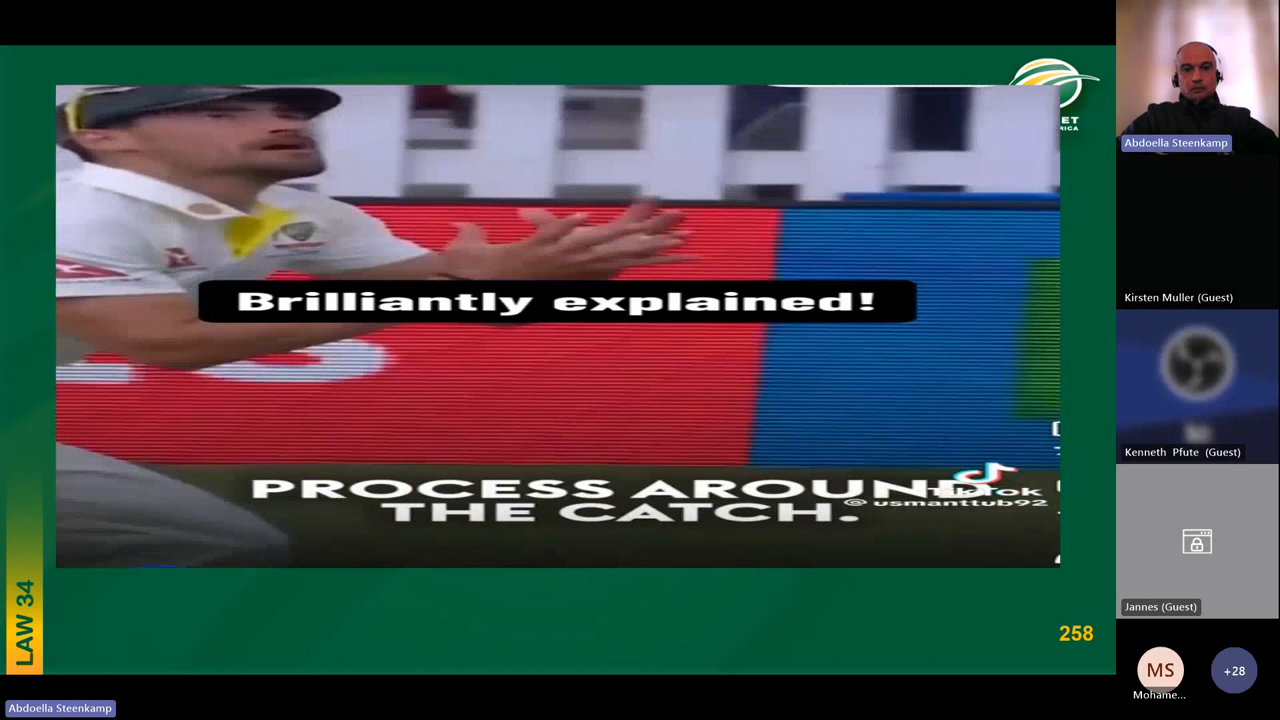 Brilliantly explained!
PROCESS AROUND
THE CATCH.
TikTok
@usmanttub92
LAW 34
258
Abdoella Steenkamp
Kirsten Muller (Guest)
Kenneth Pfute (Guest)
Jannes (Guest)
MS
Mohame...
+28
Abdoella Steenkamp